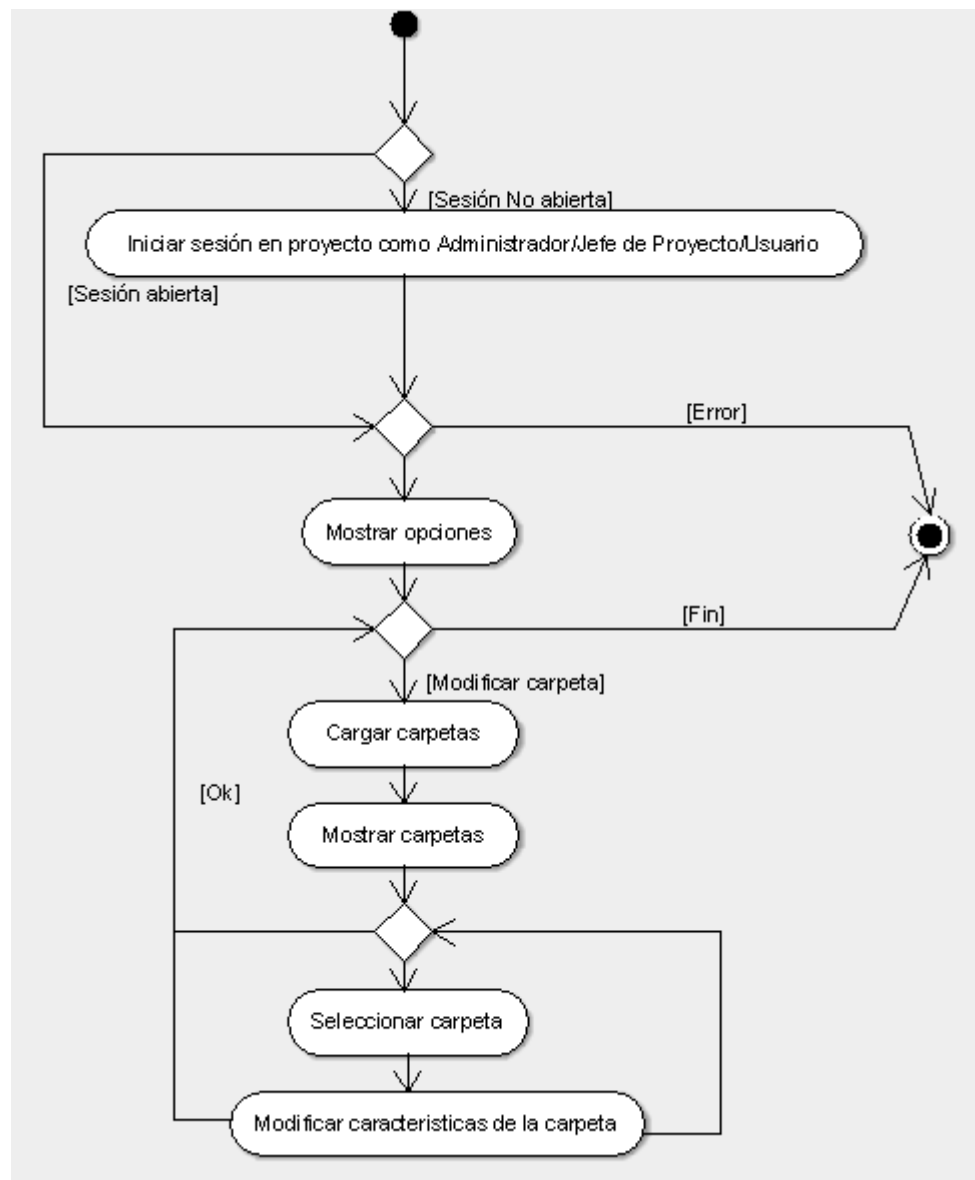 [Sesión No abierta]
Iniciar sesión en proyecto como Administrador/Jefe de Proyecto/Usuario
[Sesión abierta]
[Error]
Mostrar opciones
[Fin]
[Modificar carpeta]
Cargar carpetas
[Ok]
Mostrar carpetas
Seleccionar carpeta
Modificar caracteristicas de la carpeta